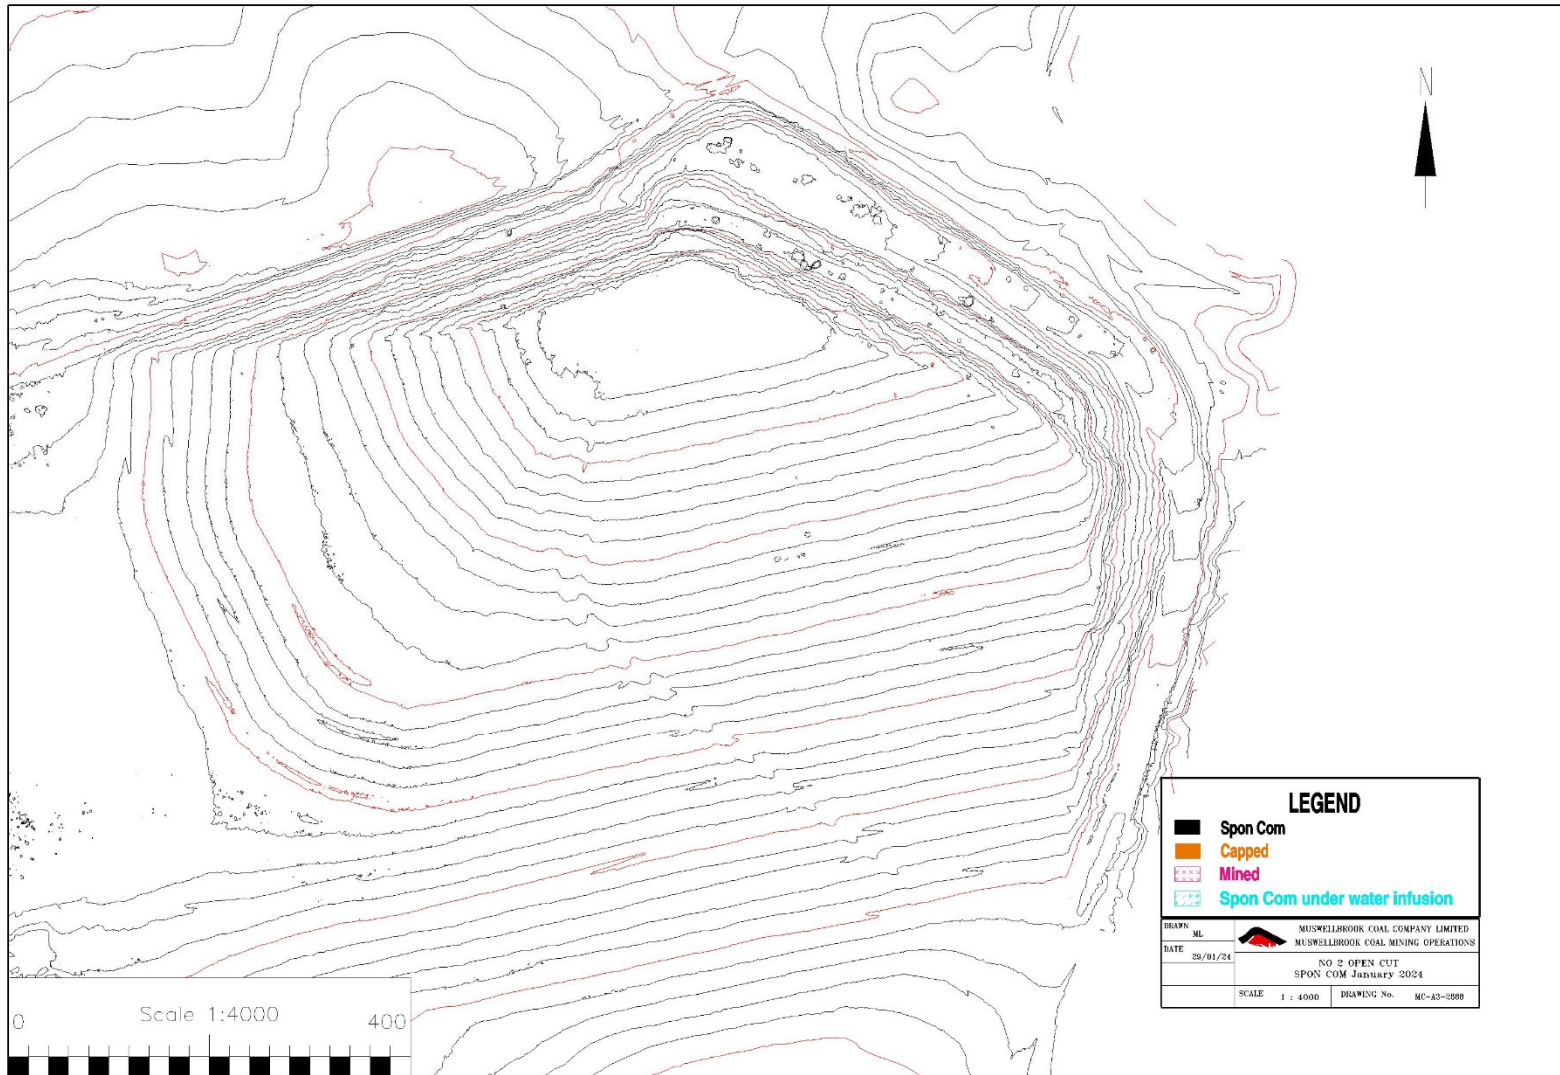 N
LEGEND
Spon Com
Capped
Mined
Spon Com under water infusion
DRAWN
ML
DATE
29/01/24
MUSWELLBROOK COAL COMPANY LIMITED
MUSWELLBROOK COAL MINING OPERATIONS
NO 2 OPEN CUT
SPON COM January 2024
SCALE
1 : 4000
DRAWING No.
0
Scale 1:4000
400